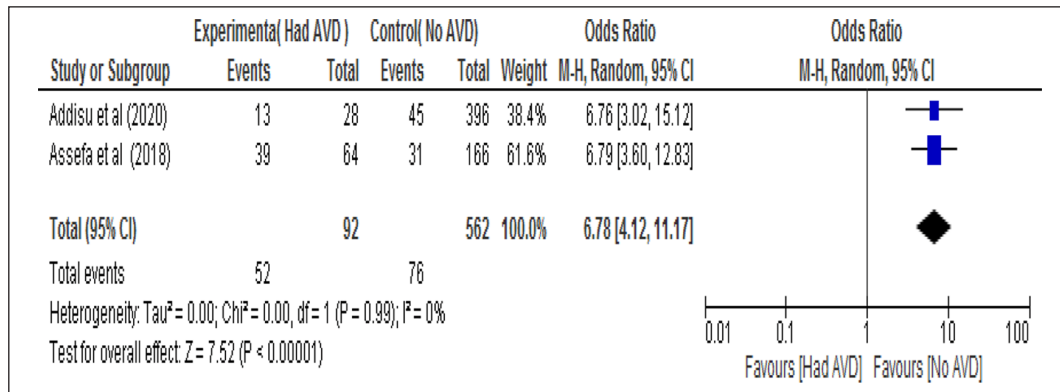 Experimenta( Had AVD ) Control( No AVD) Odds Ratio Odds Ratio
Study or Subgroup Events Total Events Total Weight M-H, Random, 95% CI M-H, Random, 95% CI
Addisu et al (2020) 13 28 45 396 38.4% 6.76 [3.02, 15.12]
Assefa et al (2018) 39 64 31 166 61.6% 6.79 [3.60, 12.83]
Total (95% CI) 92 562 100.0% 6.78 [4.12, 11.17]
Total events 52 76
Heterogeneity: Tau² = 0.00; Chi² = 0.00, df = 1 (P = 0.99); I² = 0%
Test for overall effect: Z = 7.52 (P < 0.00001)
0.01 0.1 1 10 100
Favours [Had AVD] Favours [No AVD]